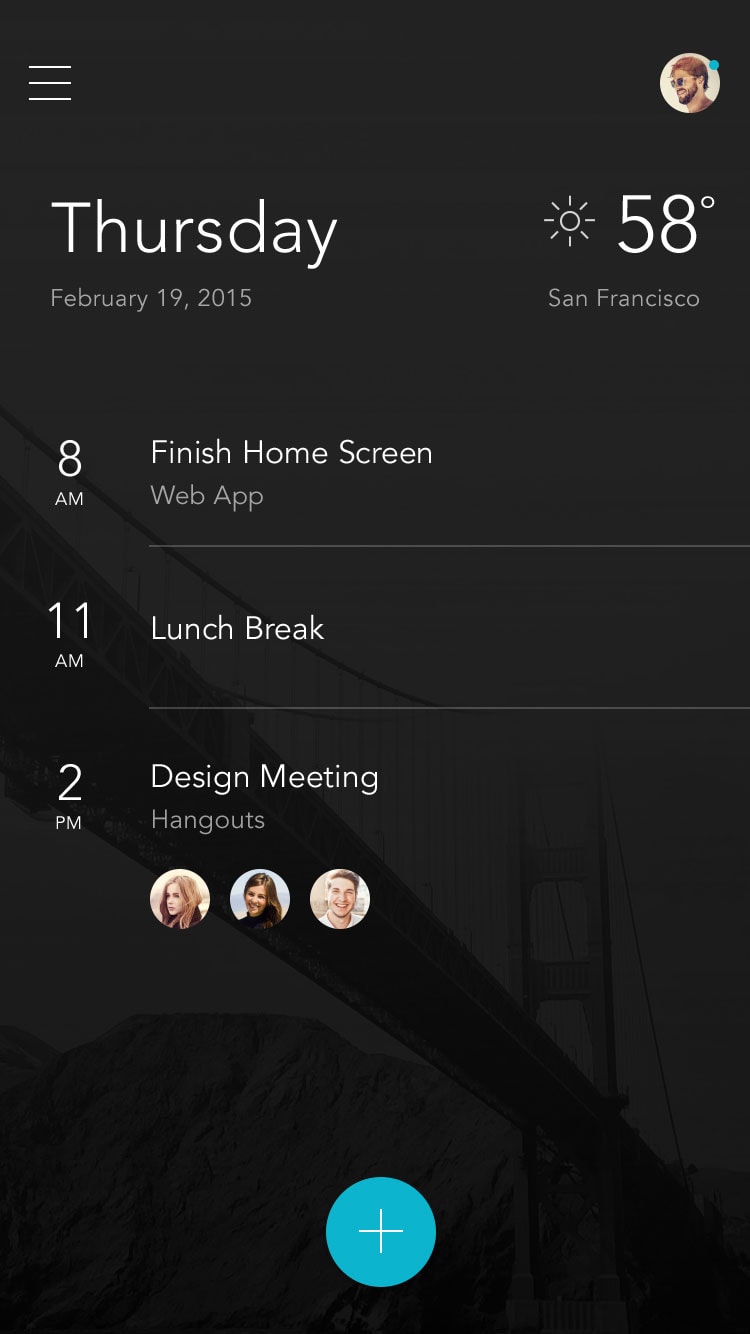 Thursday
58°
February 19, 2015
San Francisco
8
AM
Finish Home Screen
Web App
11
AM
Lunch Break
2
PM
Design Meeting
Hangouts